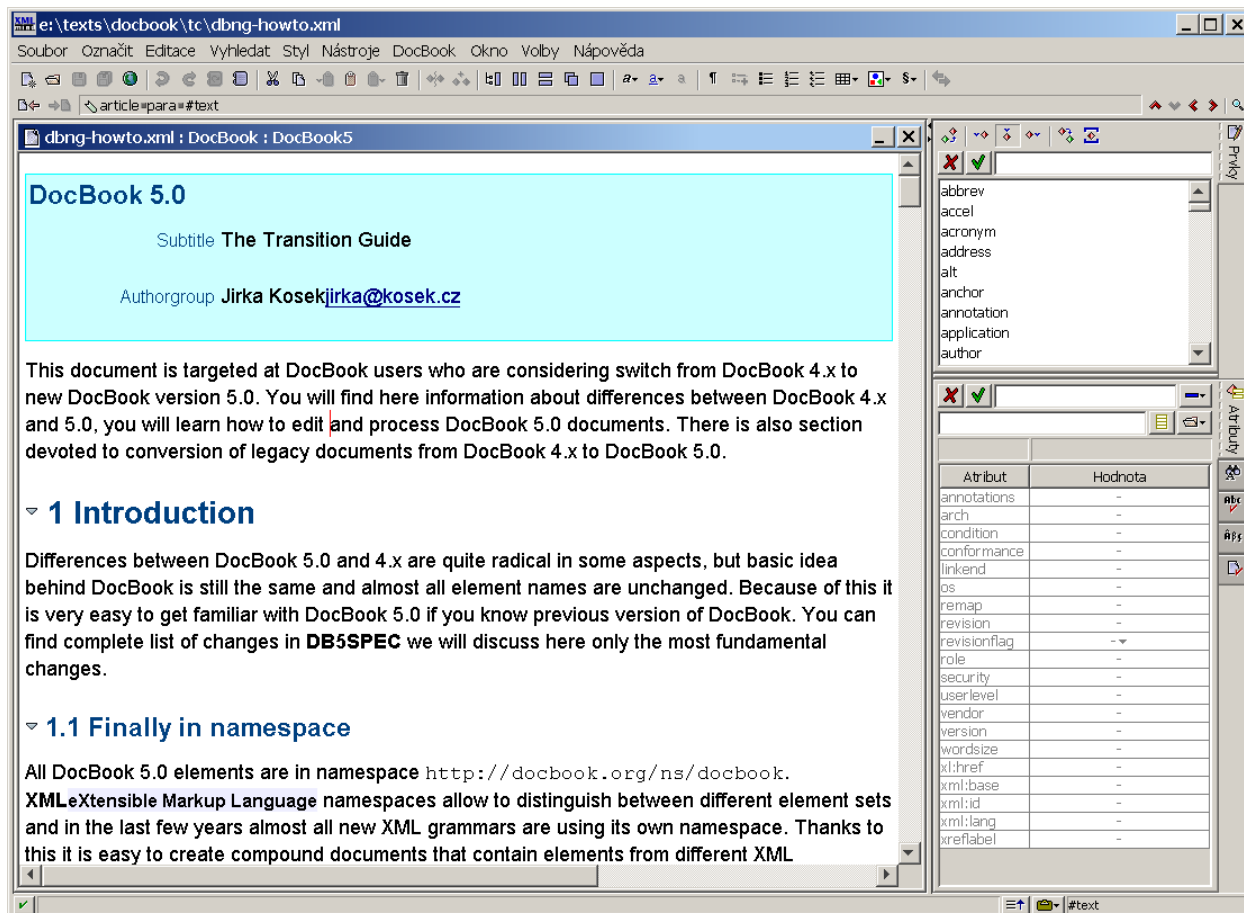 e:\texts\docbook\tc\dbng-howto.xml
Soubor Označit Editace Vyhledat Styl Nástroje DocBook Okno Volby Nápověda
article=para=#text
dbng-howto.xml : DocBook : DocBook5
DocBook 5.0
Subtitle The Transition Guide
Authorgroup Jirka Kosekjirka@kosek.cz
This document is targeted at DocBook users who are considering switch from DocBook 4.x to
new DocBook version 5.0. You will find here information about differences between DocBook 4.x
and 5.0, you will learn how to edit and process DocBook 5.0 documents. There is also section
devoted to conversion of legacy documents from DocBook 4.x to DocBook 5.0.
1 Introduction
Differences between DocBook 5.0 and 4.x are quite radical in some aspects, but basic idea
behind DocBook is still the same and almost all element names are unchanged. Because of this it
is very easy to get familiar with DocBook 5.0 if you know previous version of DocBook. You can
find complete list of changes in DB5SPEC we will discuss here only the most fundamental
changes.
1.1 Finally in namespace
All DocBook 5.0 elements are in namespace http://docbook.org/ns/docbook.
XMLeXtensible Markup Language namespaces allow to distinguish between different element sets
and in the last few years almost all new XML grammars are using its own namespace. Thanks to
this it is easy to create compound documents that contain elements from different XML
Prvky
abbrev
accel
acronym
address
alt
anchor
annotation
application
author
Atributy
Atribut Hodnota
annotations -
arch -
condition -
conformance -
linkend -
os -
remap -
revision -
revisionflag -
role -
security -
userlevel -
vendor -
version -
wordsize -
xl:href -
xml:base -
xml:id -
xml:lang -
xreflabel -
#text